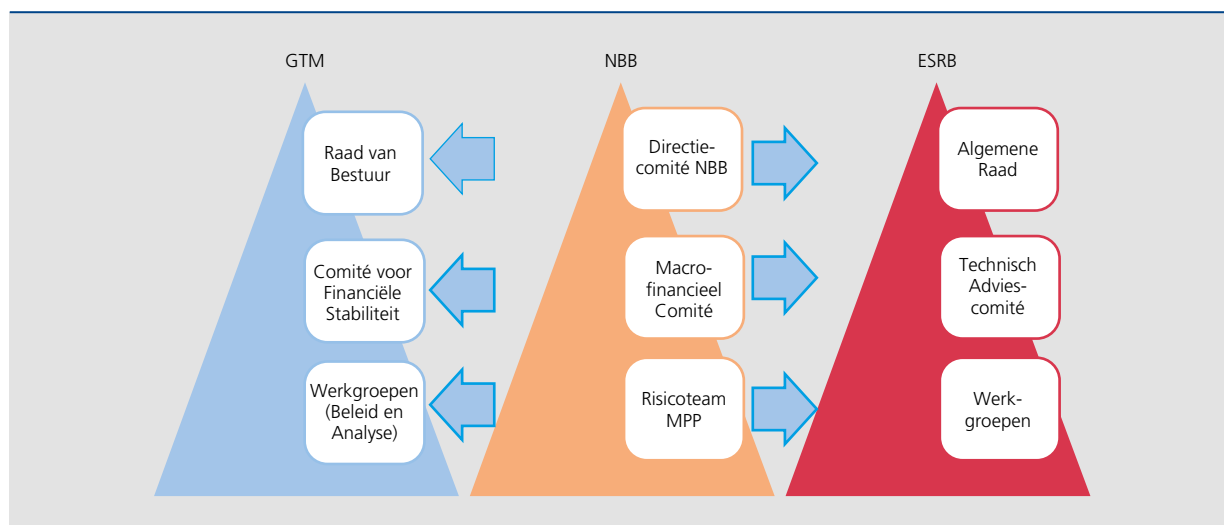 GTM
Raad van
Bestuur
Comité voor
Financiële
Stabiliteit
Werkgroepen
(Beleid en
Analyse)
NBB
Directie-
comité NBB
Macro-
financieel
Comité
Risicoteam
MPP
ESRB
Algemene
Raad
Technisch
Advies-
comité
Werk-
groepen